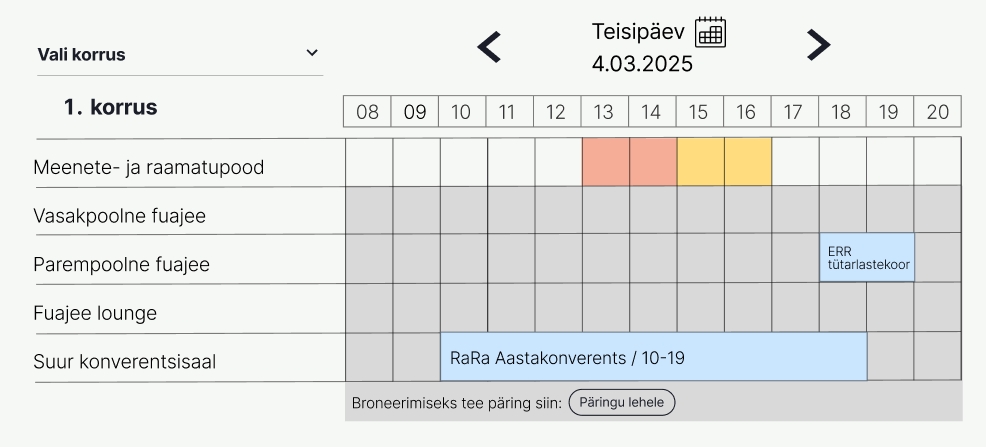 Teisipäev
Vali korrus
4.03.2025
1. korrus
08 09 10 11 12 13 14 15 16 17 18 19 20
Meenete- ja raamatupood
Vasakpoolne fuajee
Parempoolne fuajee
ERR
tütarlastekoor
Fuajee lounge
Suur konverentsisaal
RaRa Aastakonverents / 10-19
Broneerimiseks tee päring siin: Päringu lehele